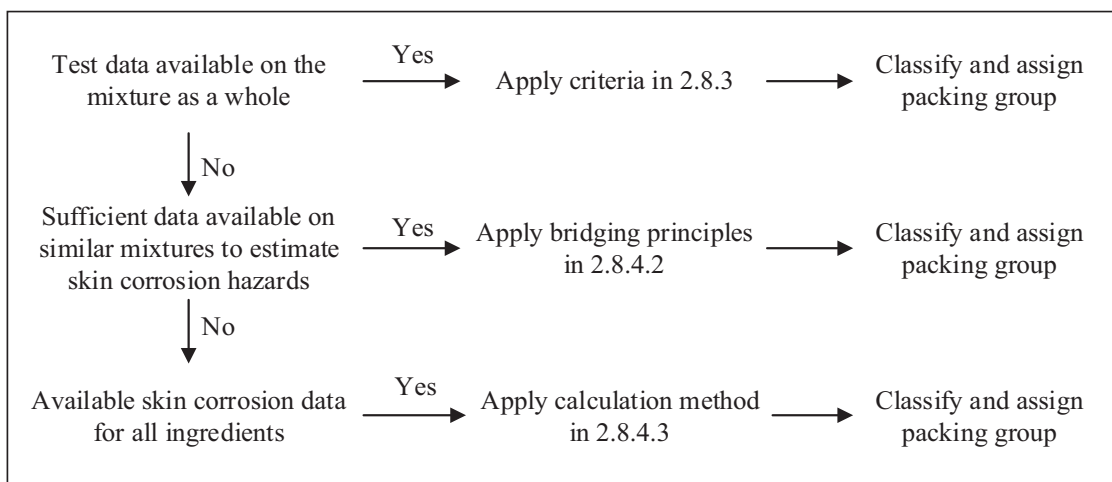 Test data available on the
mixture as a whole
Yes
Apply criteria in 2.8.3
Classify and assign
packing group
No
Sufficient data available on
similar mixtures to estimate
skin corrosion hazards
Yes
Apply bridging principles
in 2.8.4.2
Classify and assign
packing group
No
Available skin corrosion data
for all ingredients
Yes
Apply calculation method
in 2.8.4.3
Classify and assign
packing group